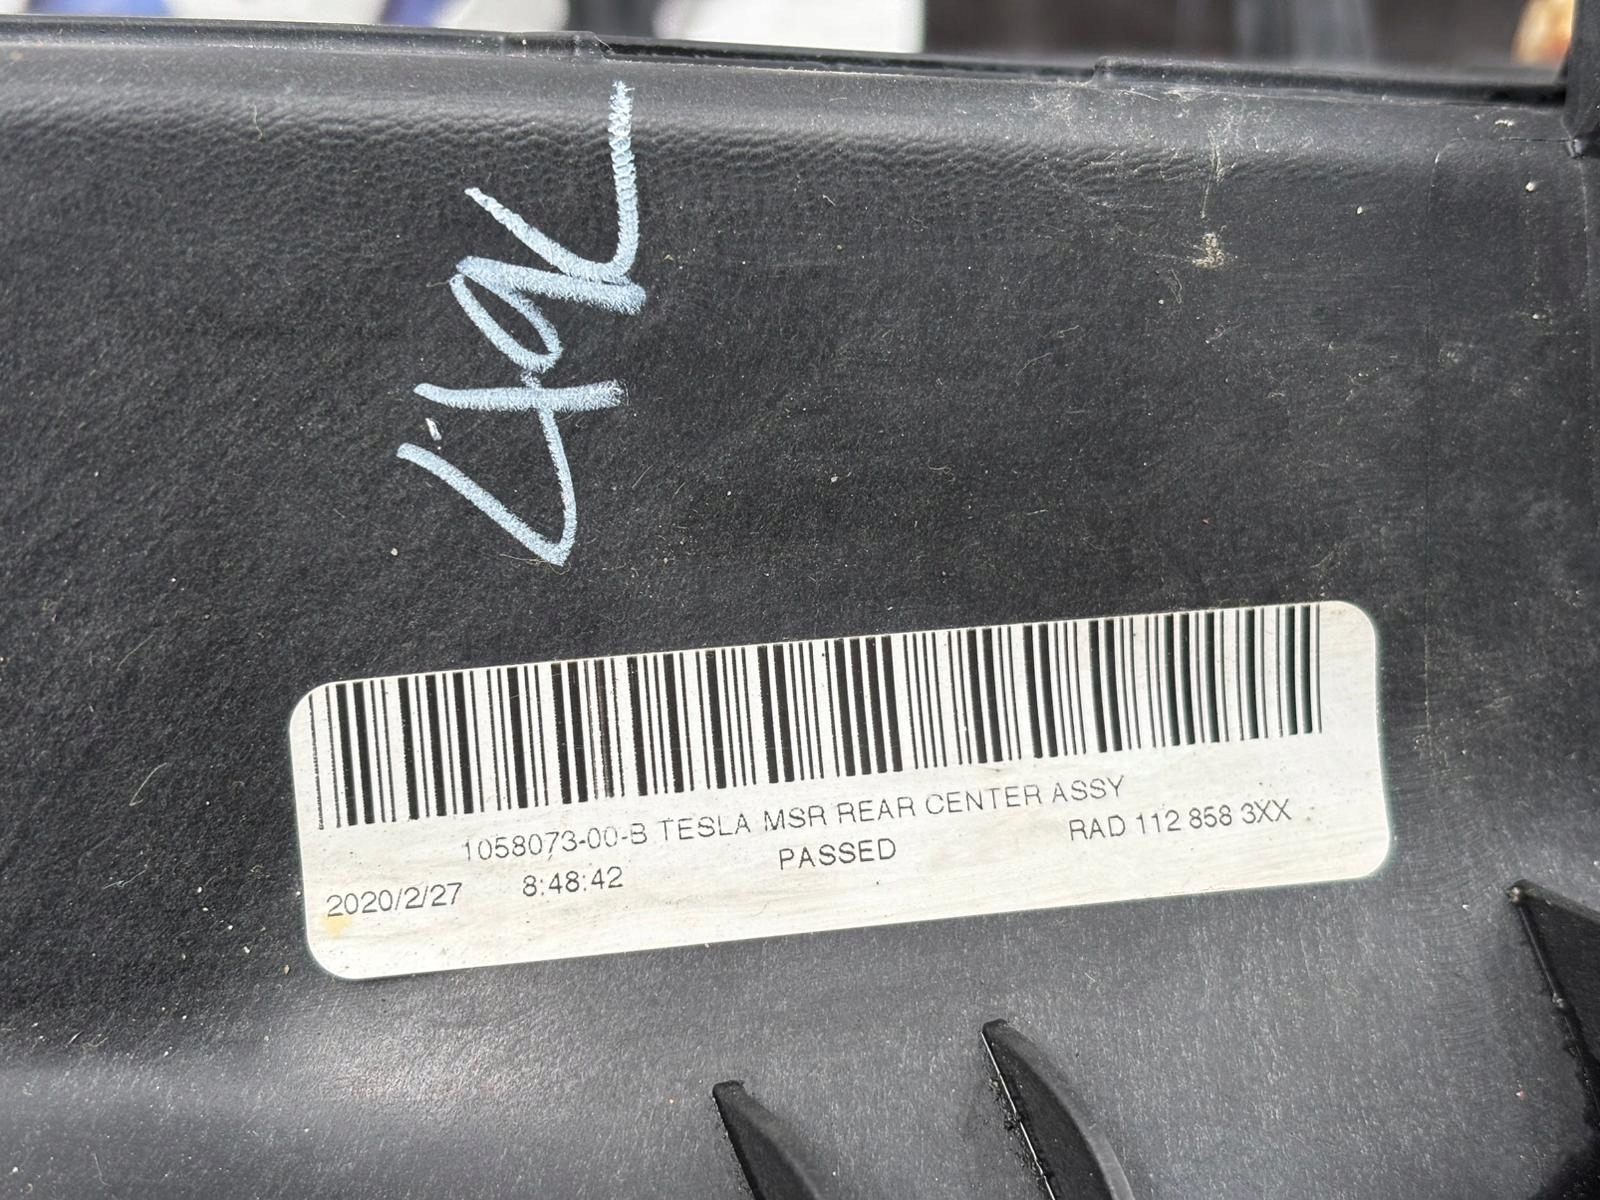 1058073-00-B TESLA MSR REAR CENTER ASSY
2020/2/27 8:48:42 PASSED RAD 112 858 3XX